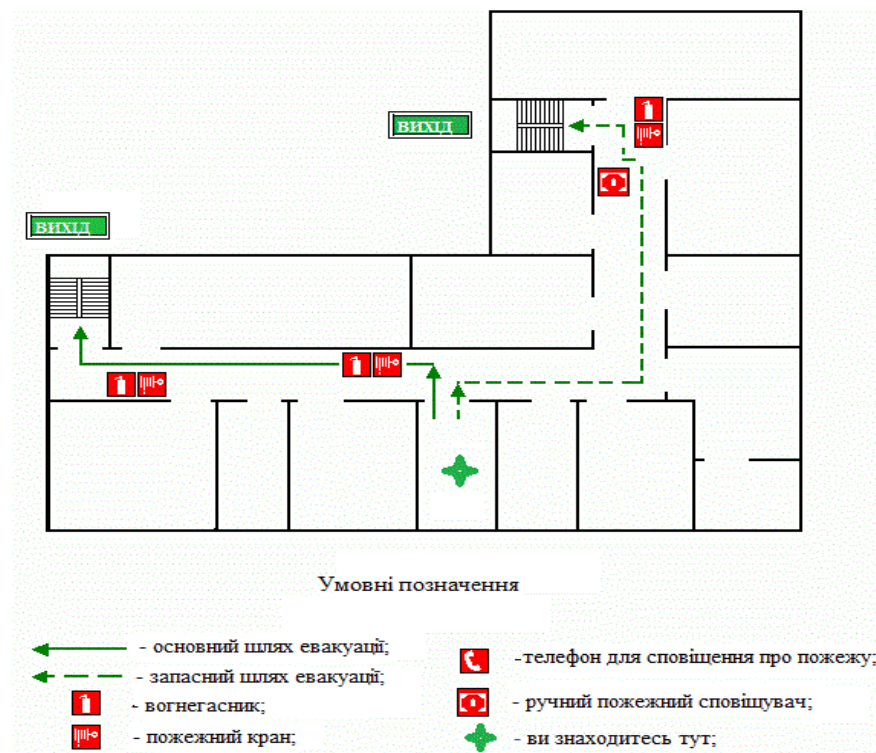 ВИХІД
ВИХІД
Умовні позначення
- основний шлях евакуації;
- запасний шлях евакуації;
- вогнегасник;
- пожежний кран;
-телефон для сповіщення про пожежу;
- ручний пожежний сповіщувач;
- ви знаходитесь тут;